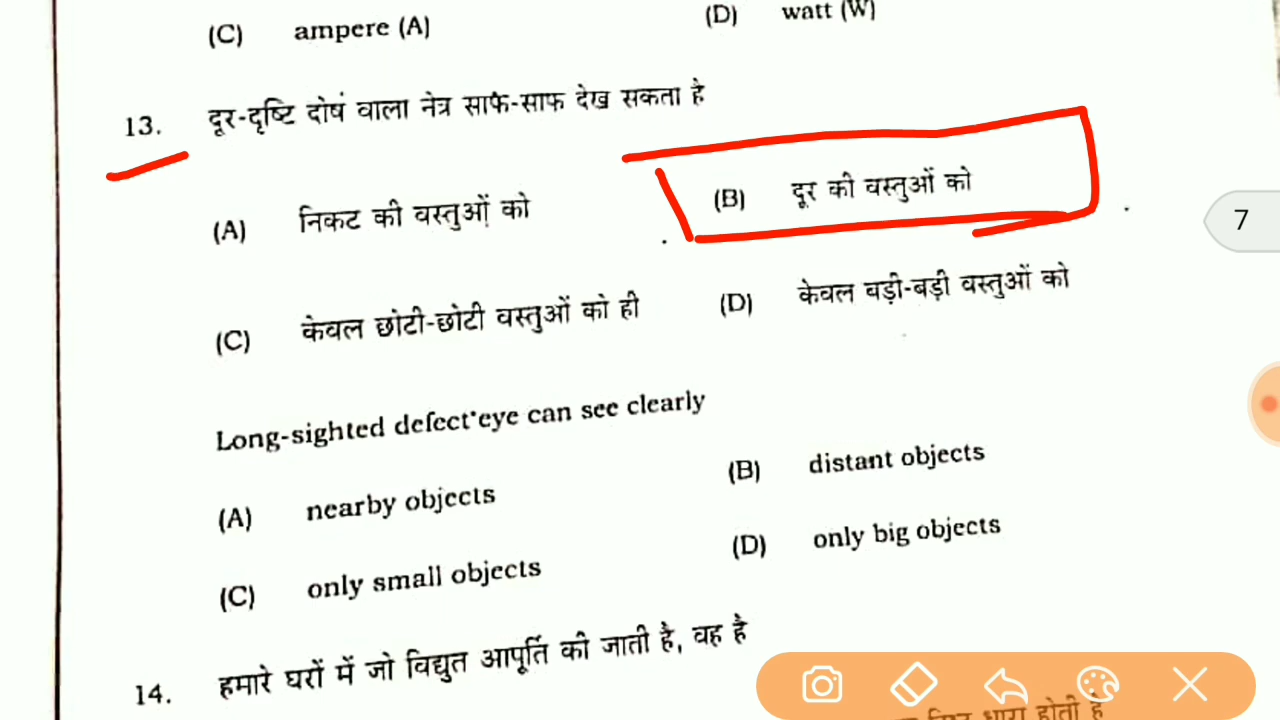 (C) ampere (A) (D) watt (W)
13. दूर-दृष्टि दोष वाला नेत्र साफ-साफ देख सकता है
(A) निकट की वस्तुओं को (B) दूर की वस्तुओं को
7
(C) केवल छोटी-छोटी वस्तुओं को ही (D) केवल बड़ी-बड़ी वस्तुओं को
Long-sighted defect eye can see clearly
(A) nearby objects (B) distant objects
(C) only small objects (D) only big objects
14. हमारे घरों में जो विद्युत आपूर्ति की जाती है, वह है
धारा होती है